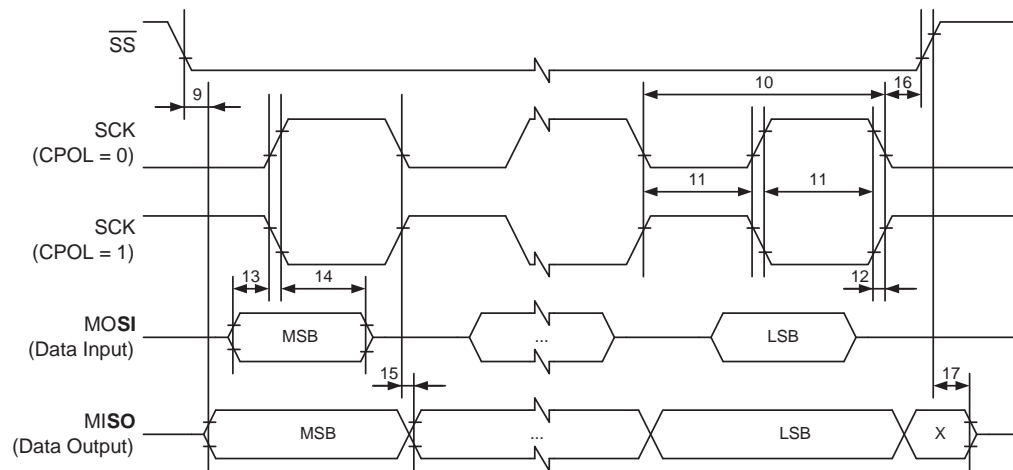 SS
9
10
16
SCK
(CPOL = 0)
11
11
SCK
(CPOL = 1)
13
14
12
MOSI
(Data Input)
MSB
...
LSB
15
17
MISO
(Data Output)
MSB
...
LSB
X